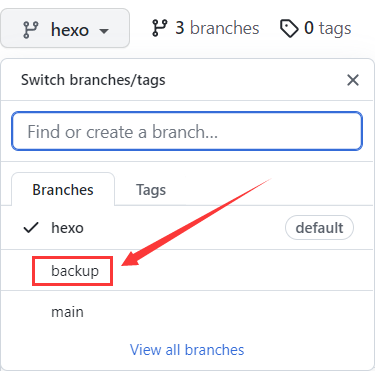 hexo 3 branches 0 tags
Switch branches/tags
Find or create a branch...
Branches Tags
hexo default
backup
main
View all branches